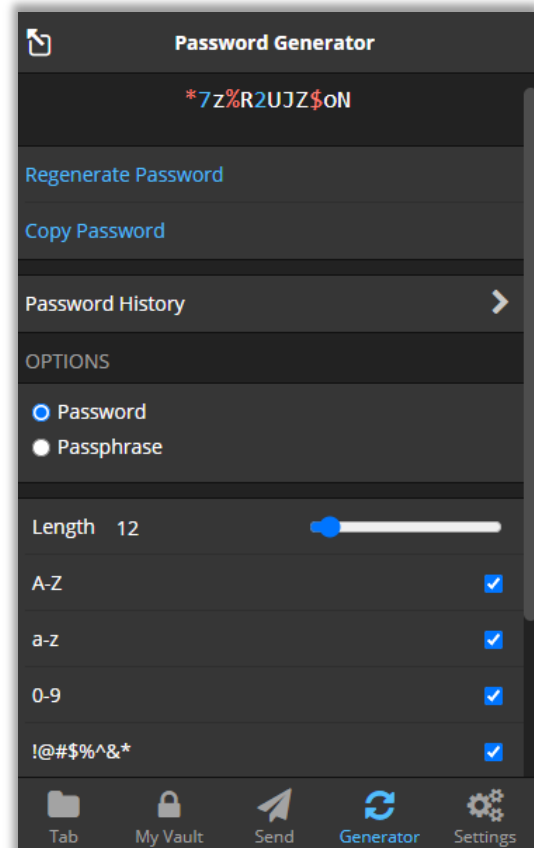 Password Generator
*7z%R2UJZ$oN
Regenerate Password
Copy Password
Password History
OPTIONS
Password
Passphrase
Length 12
A-Z
a-z
0-9
!@#$%^&*
Tab My Vault Send Generator Settings